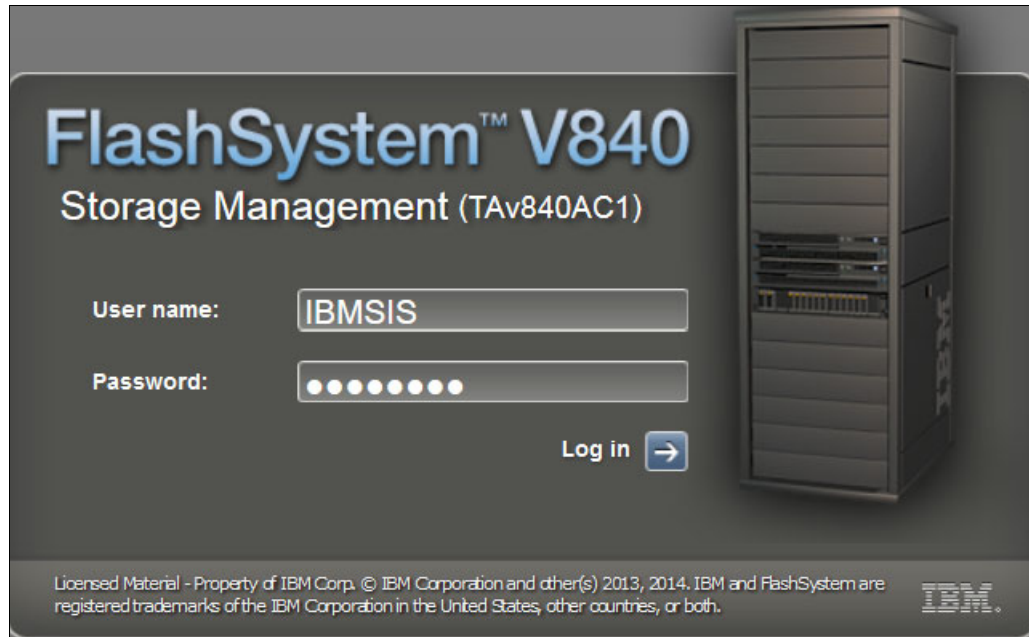 FlashSystem™ V840
Storage Management (TAv840AC1)
User name: IBMSIS
Password: ●●●●●●●●
Log in
IBM
Licensed Material - Property of IBM Corp. © IBM Corporation and other(s) 2013, 2014. IBM and FlashSystem are
registered trademarks of the IBM Corporation in the United States, other countries, or both.
IBM.